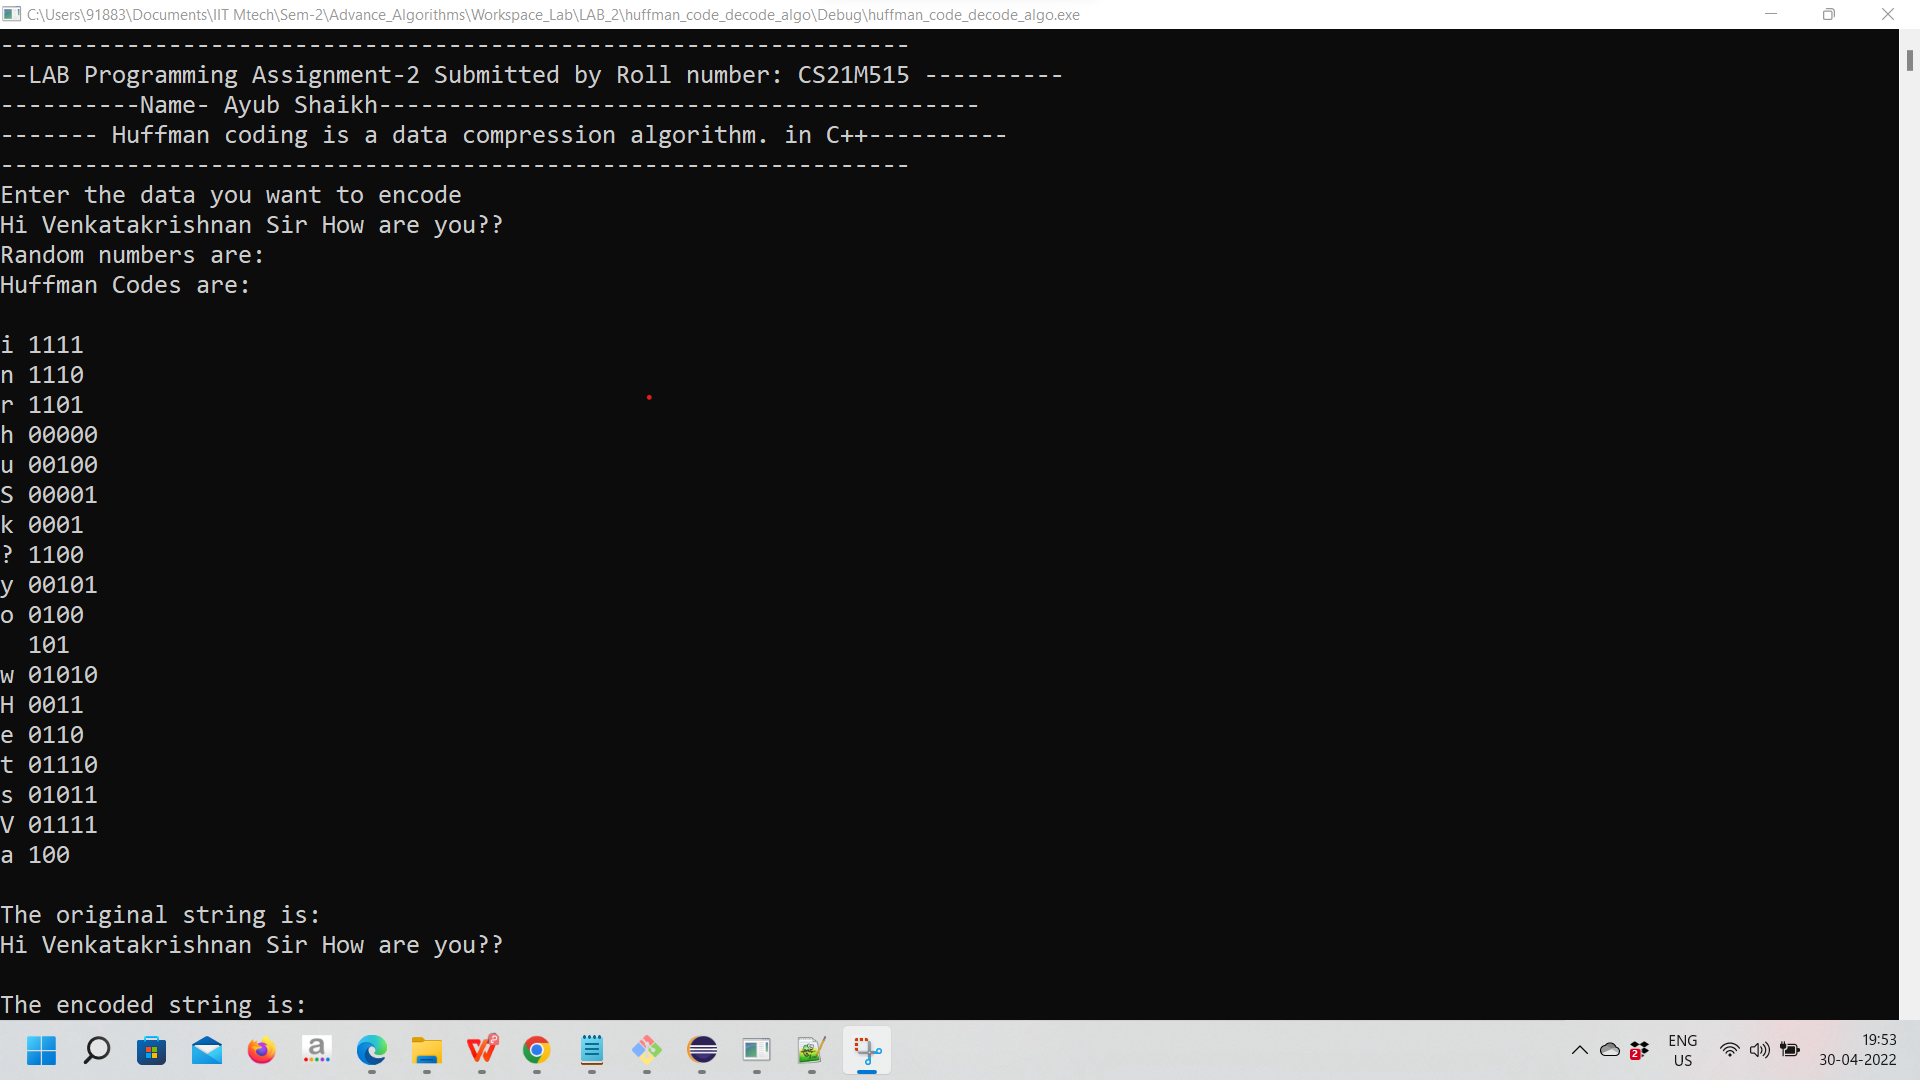 C:\Users\91883\Documents\IIT Mtech\Sem-2\Advance_Algorithms\Workspace_Lab\LAB_2\huffman_code_decode_algo\Debug\huffman_code_decode_algo.exe
-----------------------------------------------------------------
--LAB Programming Assignment-2 Submitted by Roll number: CS21M515 ----------
----------Name- Ayub Shaikh-------------------------------------------
------- Huffman coding is a data compression algorithm. in C++----------
-----------------------------------------------------------------
Enter the data you want to encode
Hi Venkatakrishnan Sir How are you??
Random numbers are:
Huffman Codes are:
i 1111
n 1110
r 1101
h 00000
u 00100
S 00001
k 0001
? 1100
y 00101
o 0100
  101
w 01010
H 0011
e 0110
t 01110
s 01011
V 01111
a 100
The original string is:
Hi Venkatakrishnan Sir How are you??
The encoded string is:
a
W
2
ENG
US
19:53
30-04-2022